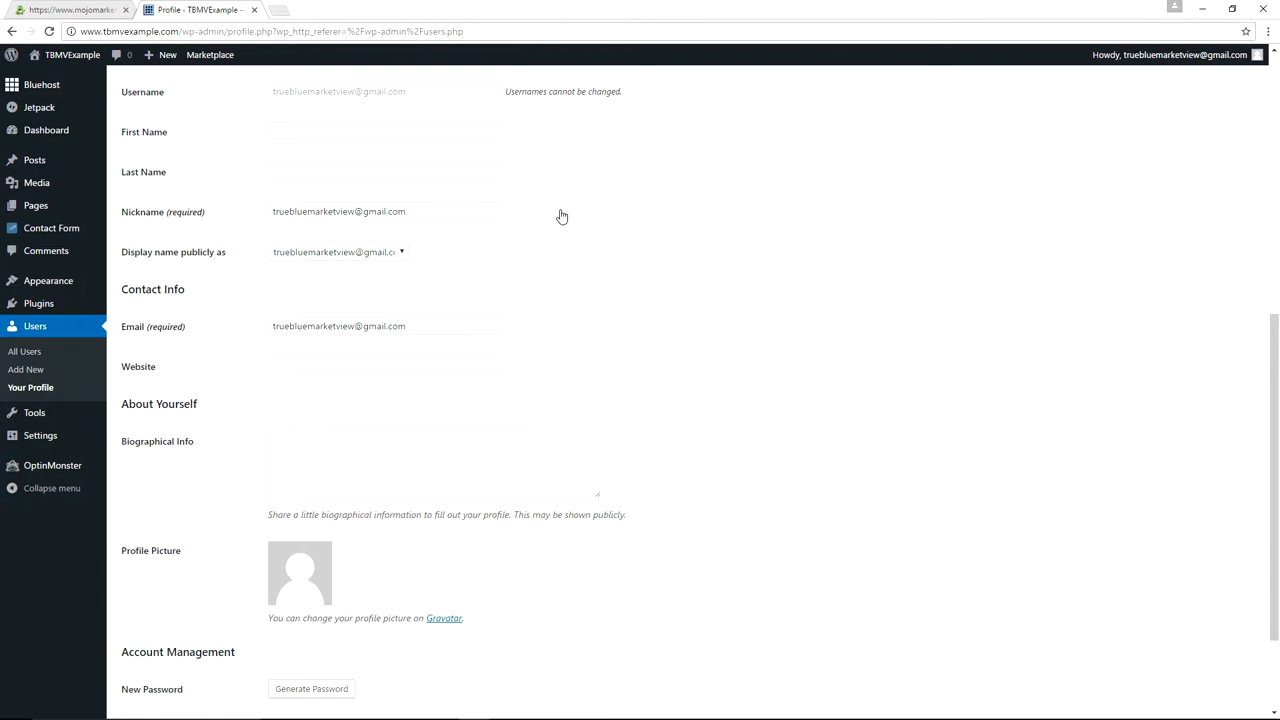 https://www.mojomarket
Profile ‹ TBMVExample —
www.tbmvexample.com/wp-admin/profile.php?wp_http_referer=%2Fwp-admin%2Fusers.php
TBMVExample 0 New Marketplace Howdy, truebluemarketview@gmail.com
Bluehost
Jetpack
Dashboard
Posts
Media
Pages
Contact Form
Comments
Appearance
Plugins
Users
All Users
Add New
Your Profile
Tools
Settings
OptinMonster
Collapse menu
Username truebluemarketview@gmail.com Usernames cannot be changed.
First Name
Last Name
Nickname (required) truebluemarketview@gmail.com
Display name publicly as truebluemarketview@gmail.c
Contact Info
Email (required) truebluemarketview@gmail.com
Website
About Yourself
Biographical Info
Share a little biographical information to fill out your profile. This may be shown publicly.
Profile Picture
You can change your profile picture on Gravatar.
Account Management
New Password Generate Password